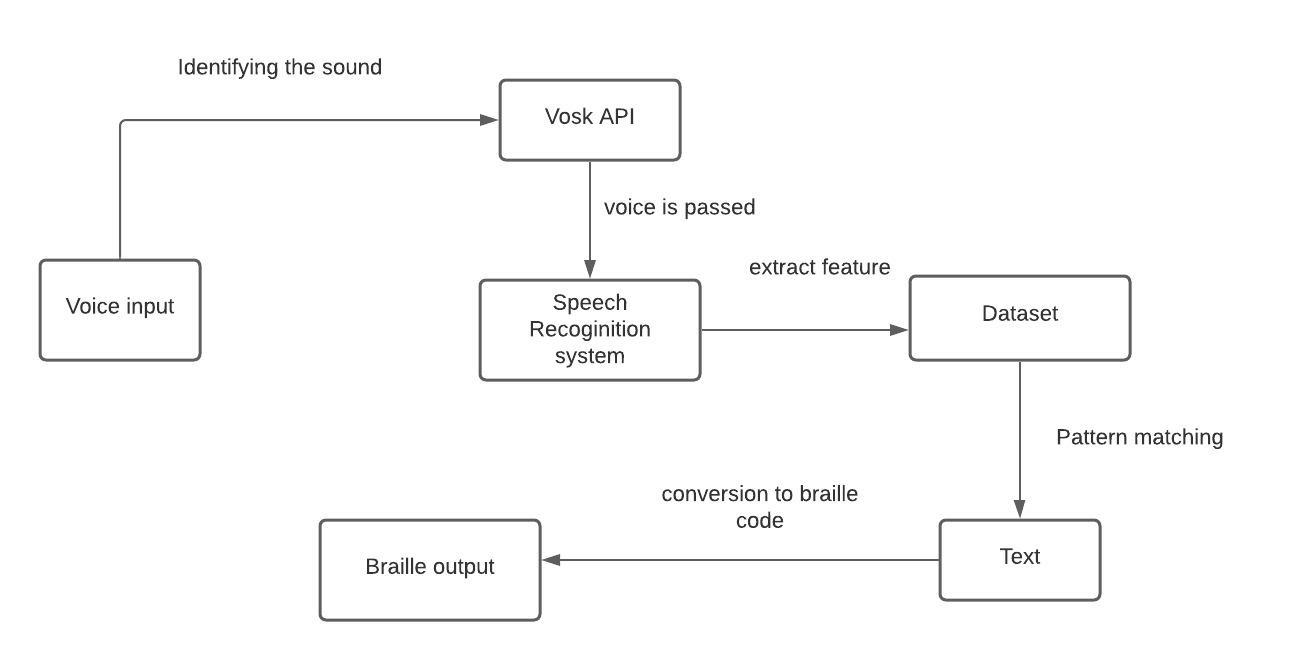 Identifying the sound
Vosk API
voice is passed
Voice input
Speech
Recoginition
system
extract feature
Dataset
Pattern matching
conversion to braille
code
Text
Braille output